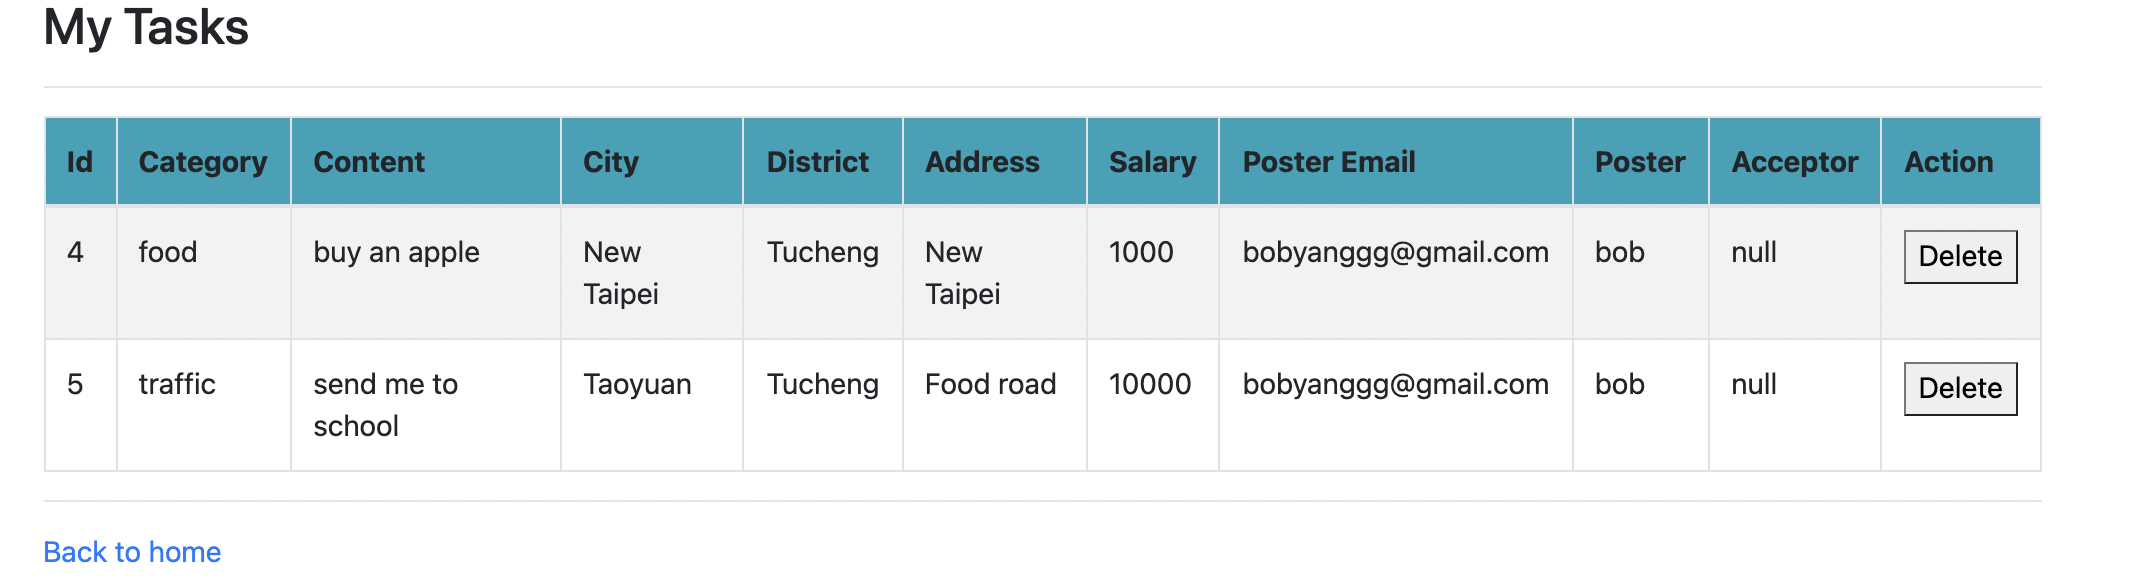 My Tasks
Id Category Content City District Address Salary Poster Email Poster Acceptor Action
4 food buy an apple New Tucheng New 1000 bobyanggg@gmail.com bob null Delete
Taipei Taipei
5 traffic send me to Taoyuan Tucheng Food road 10000 bobyanggg@gmail.com bob null Delete
school
Back to home